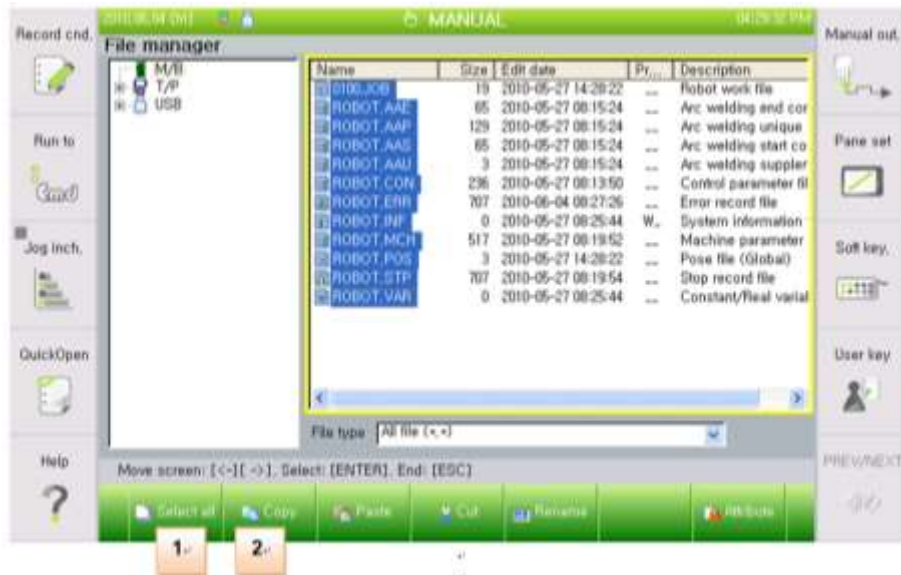 MANUAL
Record cnd.
Run to
Jog inch.
QuickOpen
Help
File manager
M/B
T/P
USB
Name Size Edit date Pr... Description
0100.JOB 19 2010-05-27 14:28:22 ... Robot work file
ROBOT.AAE 65 2010-05-27 08:15:24 ... Arc welding end cor
ROBOT.AAP 129 2010-05-27 08:15:24 ... Arc welding unique
ROBOT.AAS 65 2010-05-27 08:15:24 ... Arc welding start co
ROBOT.AAU 3 2010-05-27 08:15:24 ... Arc welding suppler
ROBOT.CON 236 2010-05-27 08:13:50 ... Control parameter fil
ROBOT.ERR 707 2010-06-04 08:27:26 ... Error record file
ROBOT.INF 0 2010-05-27 08:25:44 W.. System information
ROBOT.MCH 517 2010-05-27 08:19:52 ... Machine parameter
ROBOT.POS 3 2010-05-27 14:28:22 ... Pose file (Global)
ROBOT.STP 707 2010-05-27 08:19:54 ... Stop record file
ROBOT.VAR 0 2010-05-27 08:25:44 ... Constant/Real varial
File type All file (*.*)
Move screen: [<-][ ->], Select: [ENTER], End: [ESC]
Select all Copy Paste Cut Rename Attribute
Manual out.
Pane set
Soft key.
User key
PREV/NEXT
1
2